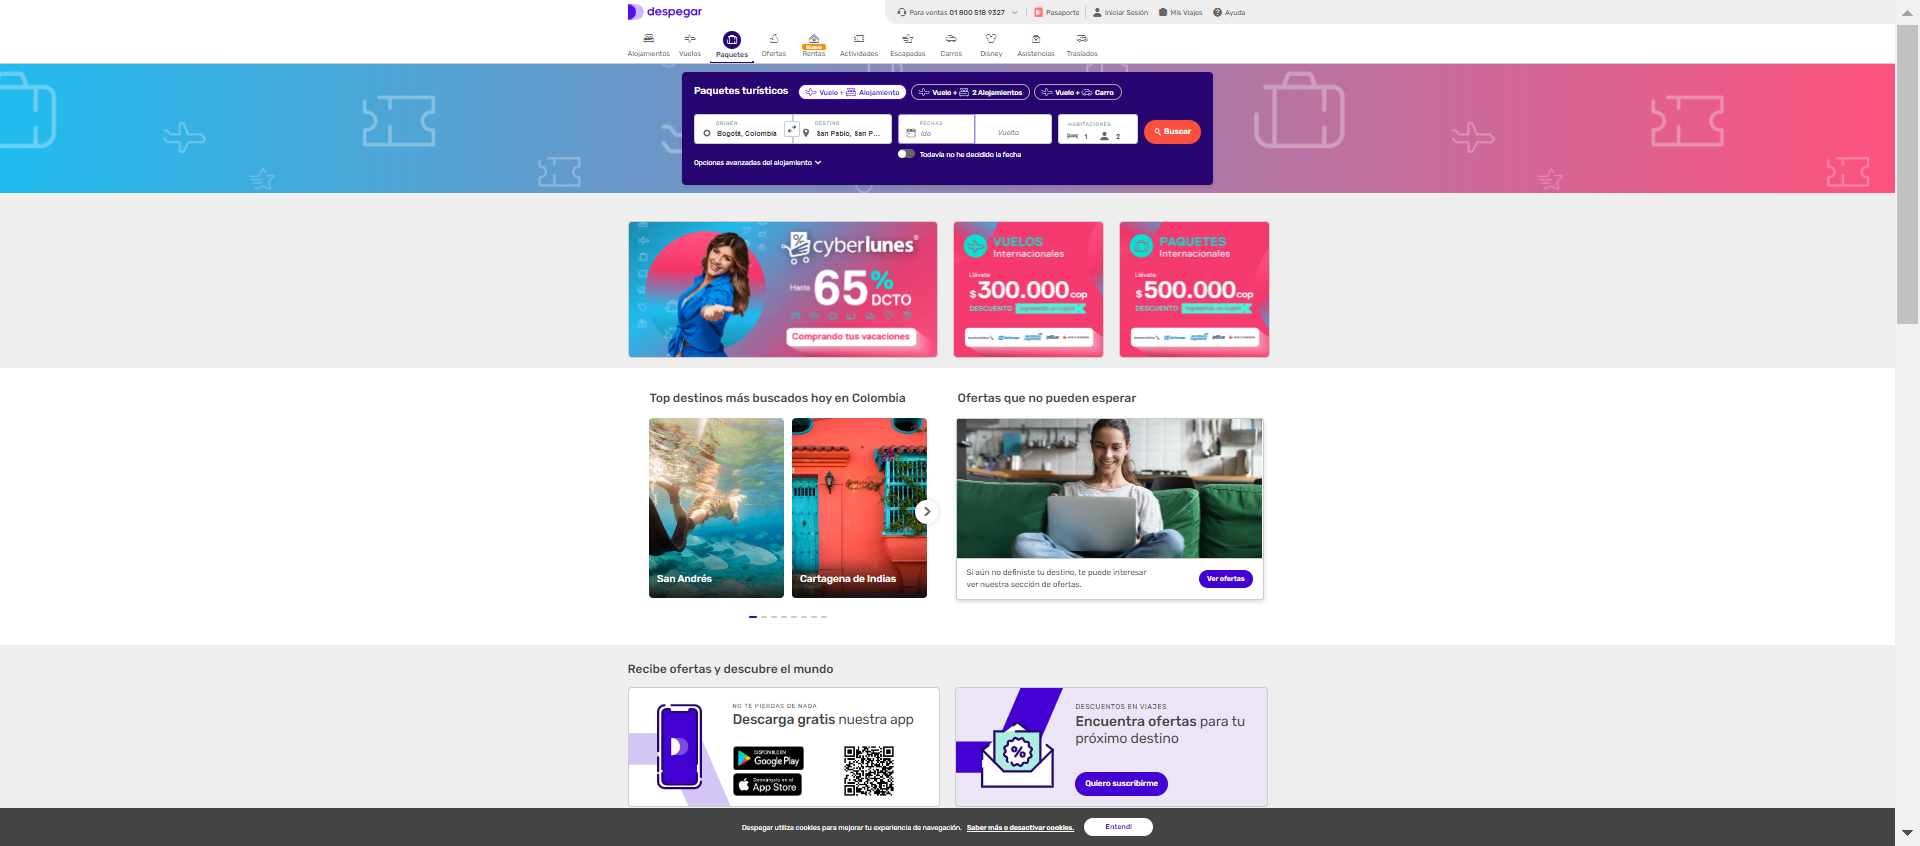 despegar
Para ventas 01 800 518 9327
Pasaporte
Iniciar Sesión
Mis Viajes
Ayuda
Alojamientos
Vuelos
Paquetes
Ofertas
Nuevo
Rentas
Actividades
Escapadas
Carros
Disney
Asistencias
Traslados
Paquetes turísticos
Vuelo + Alojamiento
Vuelo + 2 Alojamientos
Vuelo + Carro
ORIGEN
Bogotá, Colombia
DESTINO
San Pablo, San P...
FECHAS
Ida
Vuelta
HABITACIONES
1
2
Buscar
Todavía no he decidido la fecha
Opciones avanzadas del alojamiento
cyberlunes®
Hasta 65% DCTO
Comprando tus vacaciones
VUELOS
Internacionales
Llévate
$300.000 COP
DESCUENTO ingresando un cupón
PAQUETES
Internacionales
Llévate
$500.000 COP
DESCUENTO ingresando un cupón
Top destinos más buscados hoy en Colombia
San Andrés
Cartagena de Indias
Ofertas que no pueden esperar
Si aún no definiste tu destino, te puede interesar
ver nuestra sección de ofertas.
Ver ofertas
Recibe ofertas y descubre el mundo
NO TE PIERDAS DE NADA
Descarga gratis nuestra app
DISPONIBLE EN
Google Play
Descárgalo en el
App Store
DESCUENTOS EN VIAJES
Encuentra ofertas para tu
próximo destino
Quiero suscribirme
Despegar utiliza cookies para mejorar tu experiencia de navegación. Saber más o desactivar cookies.
Entendí